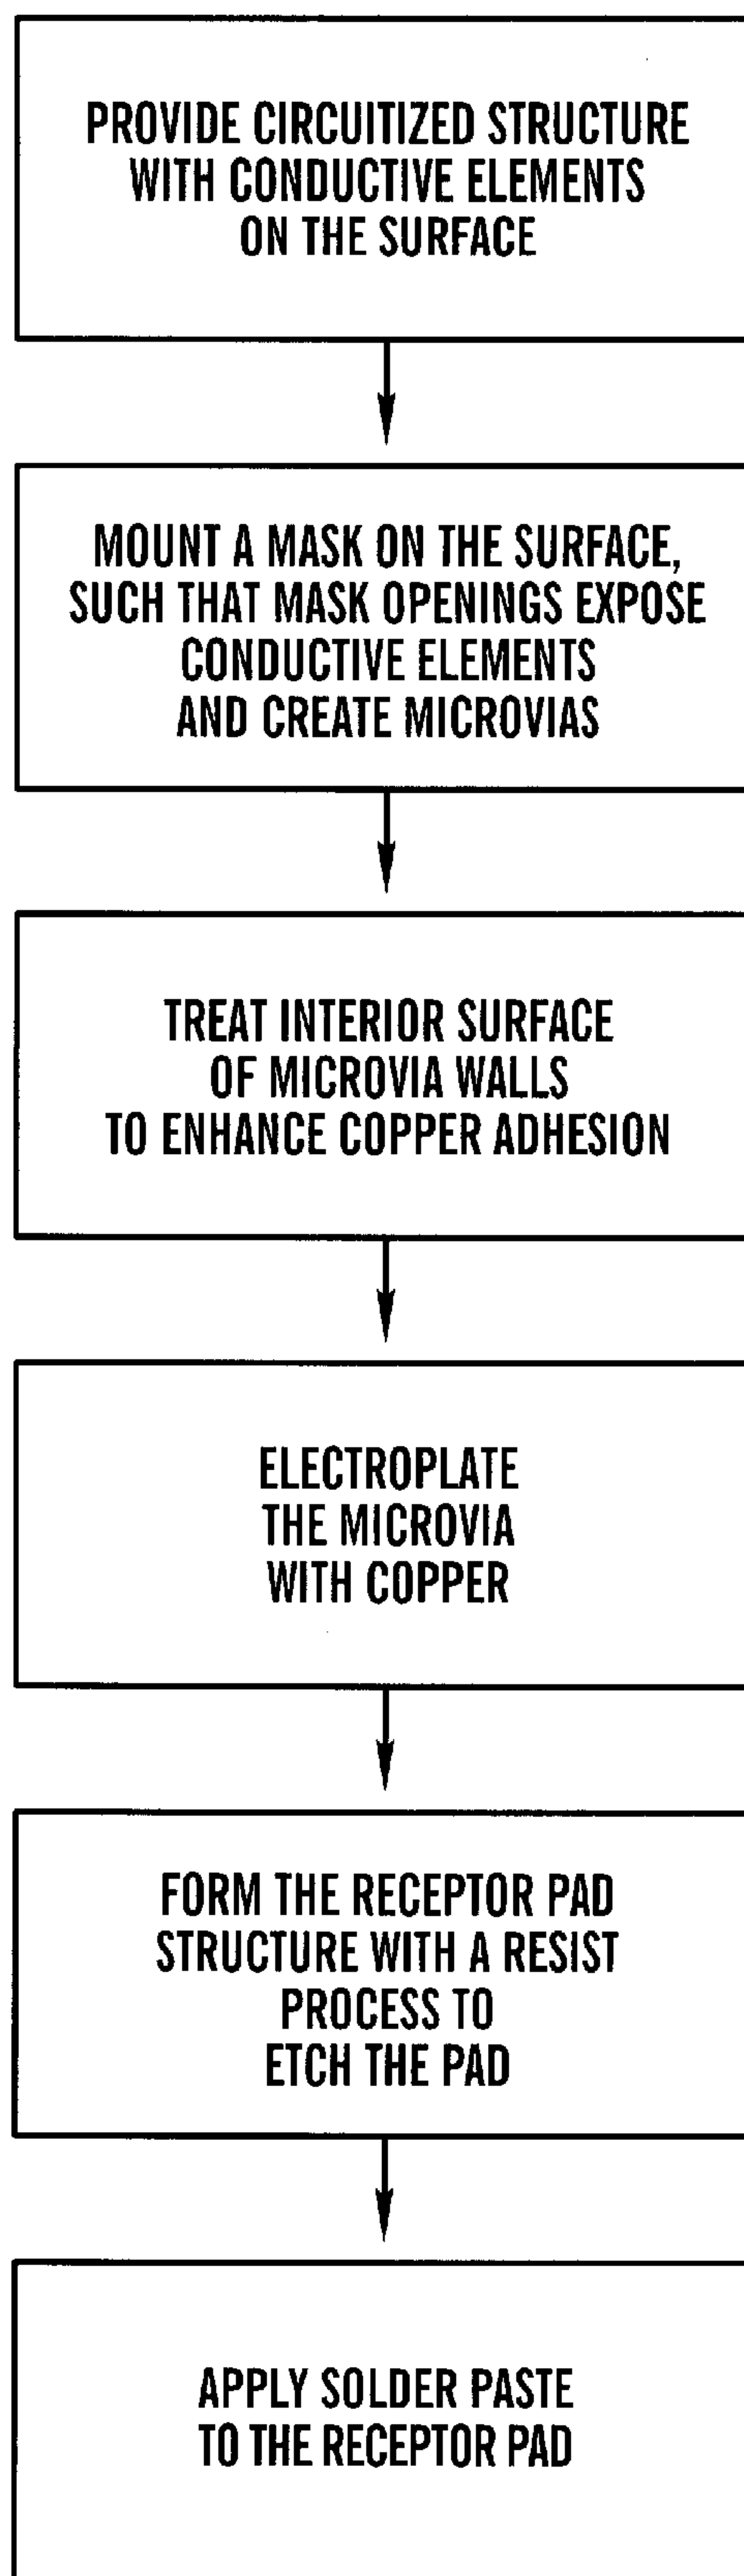 PROVIDE CIRCUITIZED STRUCTURE
WITH CONDUCTIVE ELEMENTS
ON THE SURFACE
MOUNT A MASK ON THE SURFACE,
SUCH THAT MASK OPENINGS EXPOSE
CONDUCTIVE ELEMENTS
AND CREATE MICROVIAS
TREAT INTERIOR SURFACE
OF MICROVIA WALLS
TO ENHANCE COPPER ADHESION
ELECTROPLATE
THE MICROVIA
WITH COPPER
FORM THE RECEPTOR PAD
STRUCTURE WITH A RESIST
PROCESS TO
ETCH THE PAD
APPLY SOLDER PASTE
TO THE RECEPTOR PAD